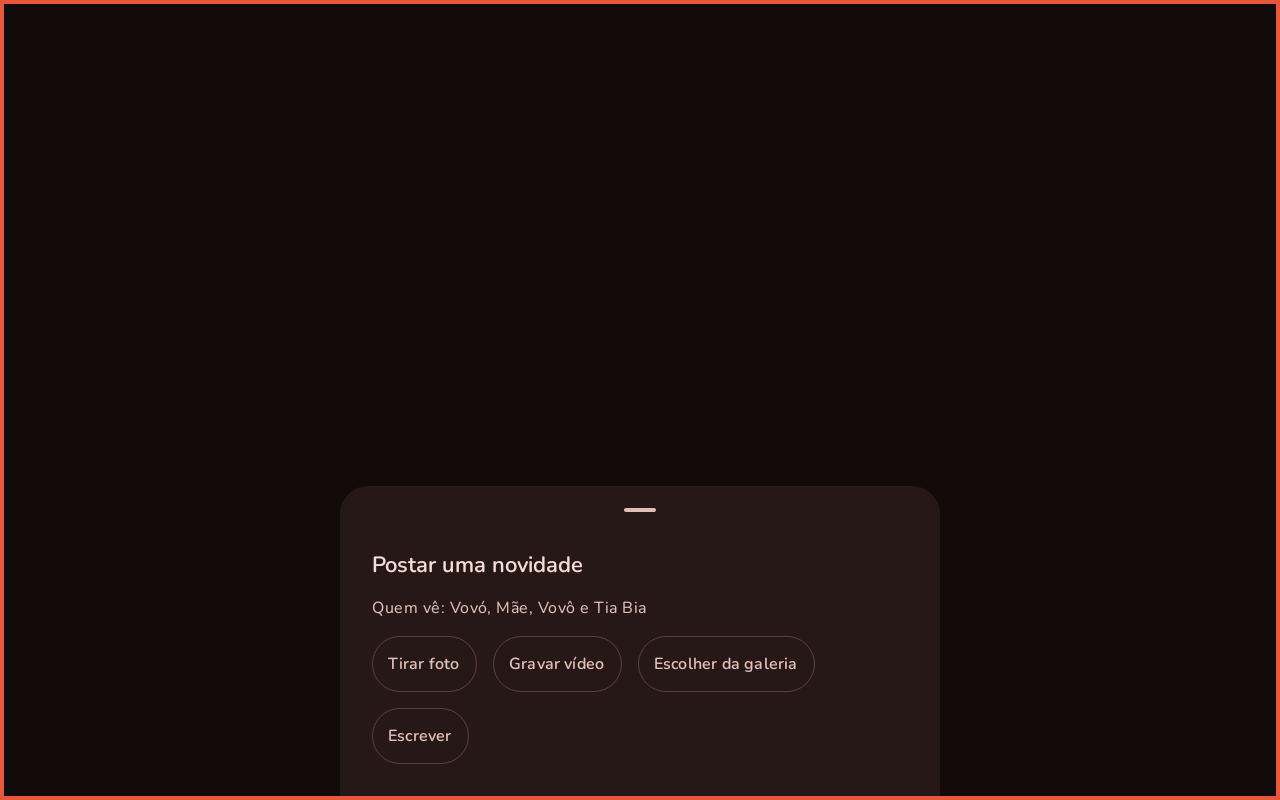 Postar uma novidade
Quem vê: Vovó, Mãe, Vovô e Tia Bia
Tirar foto
Gravar vídeo
Escolher da galeria
Escrever